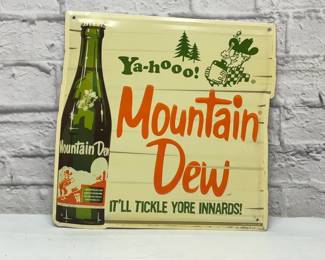 Ya-hooo!
Mountain
Dew
IT'LL TICKLE YORE INNARDS!
Mountain Dew